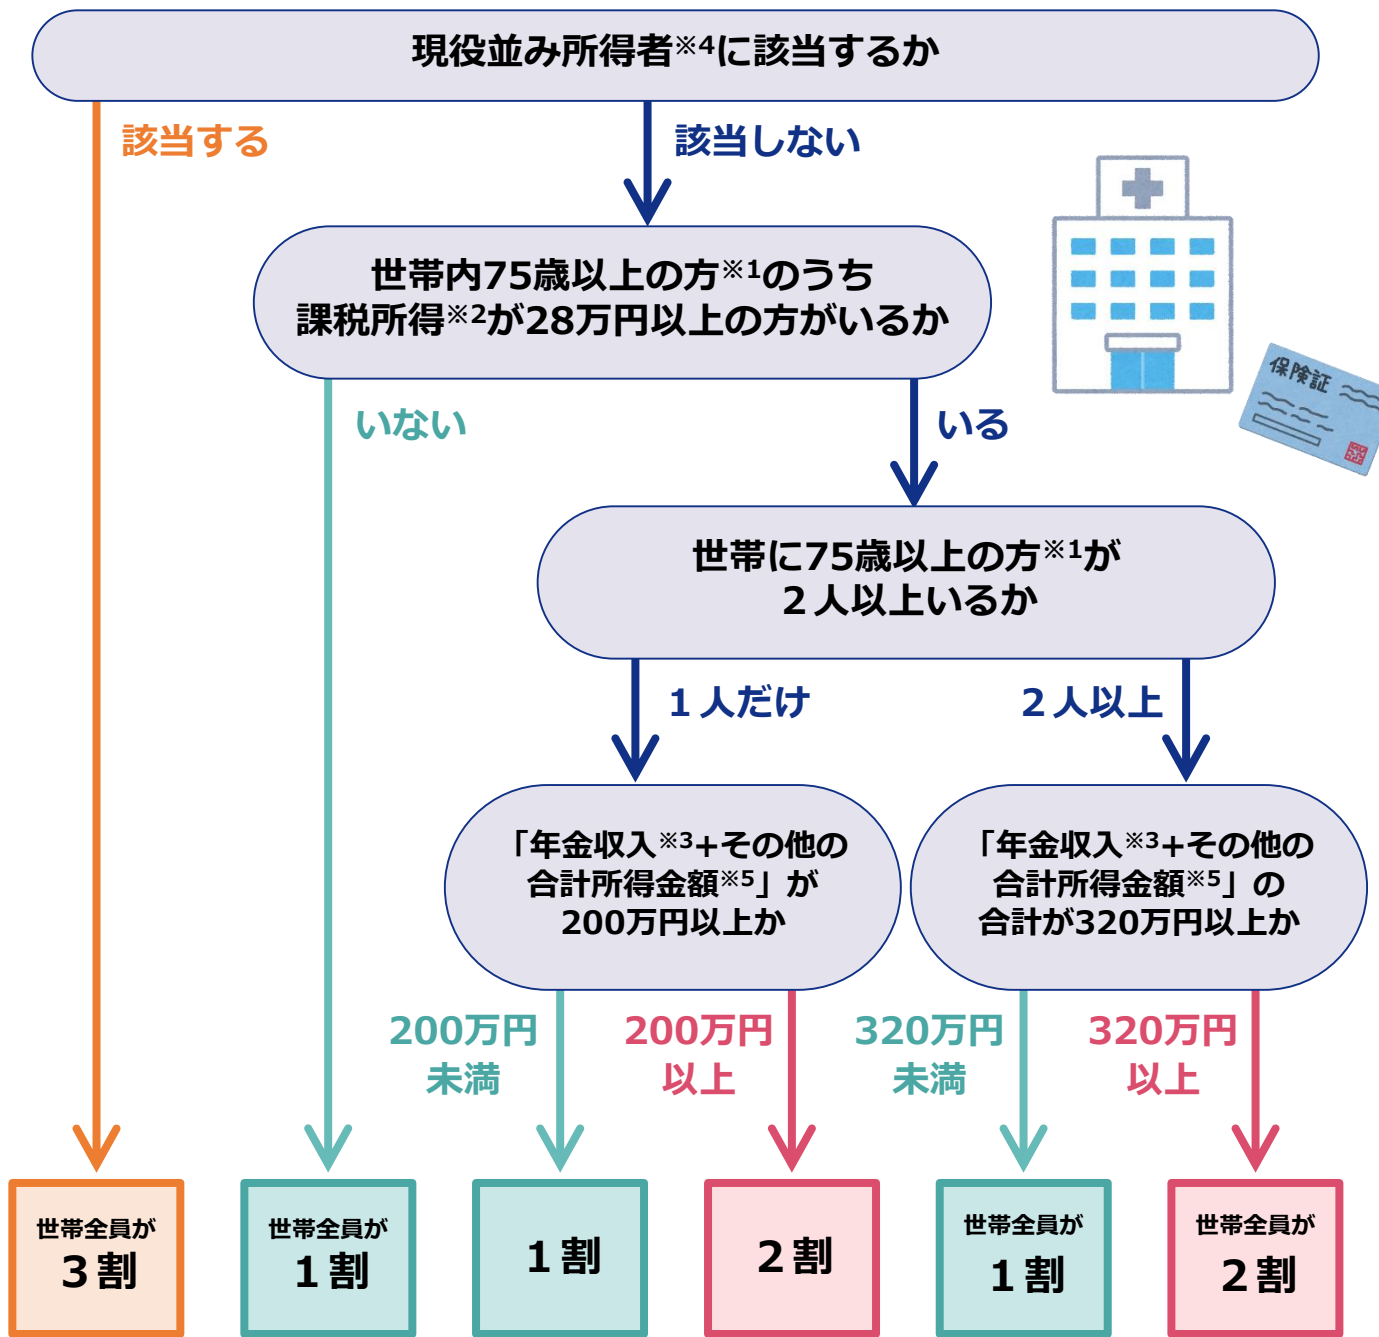 現役並み所得者※4に該当するか
該当する
該当しない
世帯内75歳以上の方※1のうち
課税所得※2が28万円以上の方がいるか
保険証
いない
いる
世帯に75歳以上の方※1が
２人以上いるか
１人だけ
２人以上
「年金収入※3+その他の
合計所得金額※5」が
200万円以上か
「年金収入※3+その他の
合計所得金額※5」の
合計が320万円以上か
200万円
未満
200万円
以上
320万円
未満
320万円
以上
世帯全員が
３割
世帯全員が
１割
１割
２割
世帯全員が
１割
世帯全員が
２割